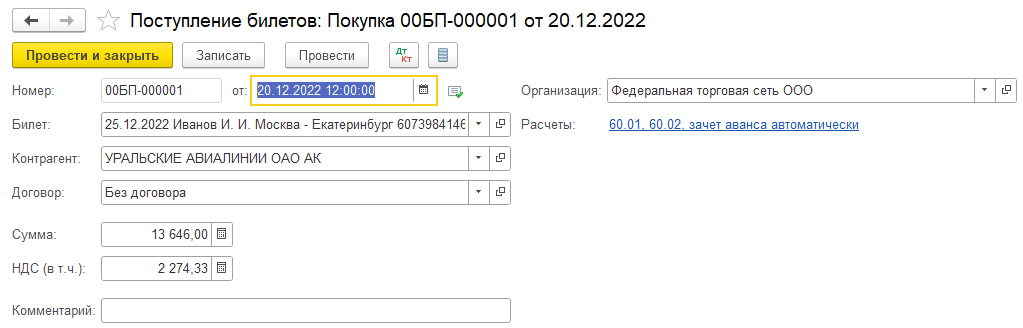 Поступление билетов: Покупка 00БП-000001 от 20.12.2022
Провести и закрыть Записать Провести Дт Кт
Номер: 00БП-000001 от: 20.12.2022 12:00:00 Организация: Федеральная торговая сеть ООО
Билет: 25.12.2022 Иванов И. И. Москва - Екатеринбург 6073984146 Расчеты: 60.01, 60.02, зачет аванса автоматически
Контрагент: УРАЛЬСКИЕ АВИАЛИНИИ ОАО АК
Договор: Без договора
Сумма: 13 646,00
НДС (в т.ч.): 2 274,33
Комментарий: